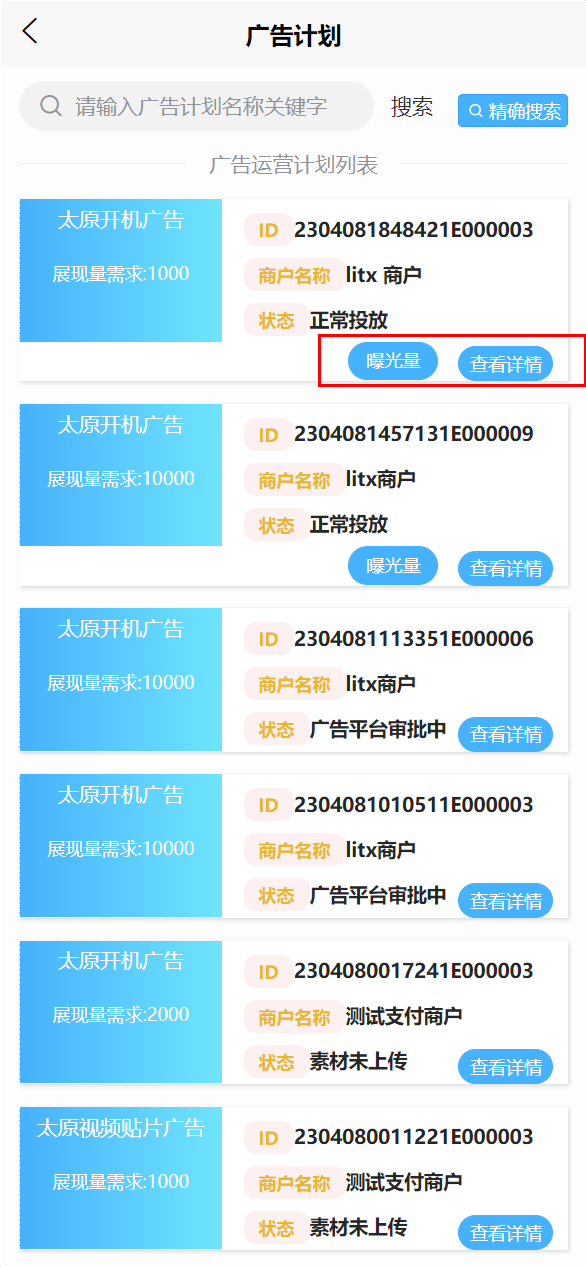 广告计划
请输入广告计划名称关键字 搜索 精确搜索
广告运营计划列表
太原开机广告
展现量需求:1000
ID 2304081848421E000003
商户名称 litx 商户
状态 正常投放
曝光量 查看详情
太原开机广告
展现量需求:10000
ID 2304081457131E000009
商户名称 litx商户
状态 正常投放
曝光量 查看详情
太原开机广告
展现量需求:10000
ID 2304081113351E000006
商户名称 litx商户
状态 广告平台审批中 查看详情
太原开机广告
展现量需求:10000
ID 2304081010511E000003
商户名称 litx商户
状态 广告平台审批中 查看详情
太原开机广告
展现量需求:2000
ID 2304080017241E000003
商户名称 测试支付商户
状态 素材未上传 查看详情
太原视频贴片广告
展现量需求:1000
ID 2304080011221E000003
商户名称 测试支付商户
状态 素材未上传 查看详情